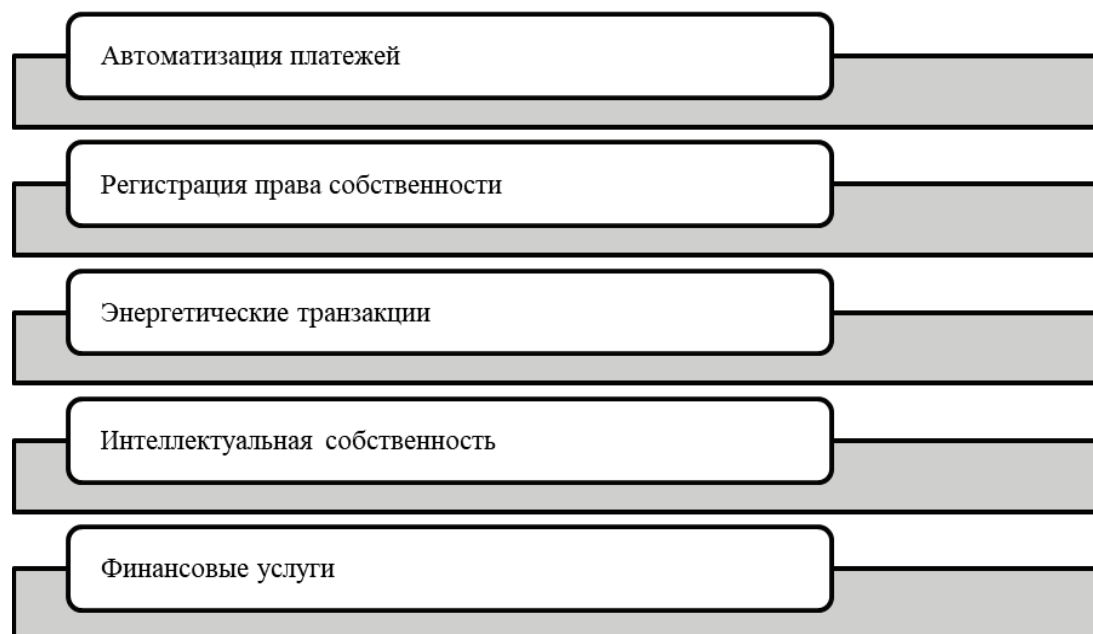 Автоматизация платежей
Регистрация права собственности
Энергетические транзакции
Интеллектуальная собственность
Финансовые услуги